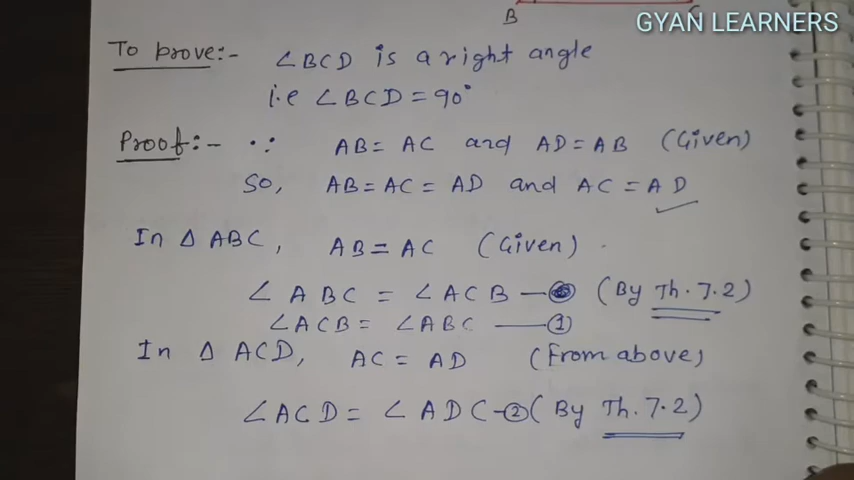 B C
GYAN LEARNERS
To prove:- ∠BCD is a right angle
i.e ∠BCD = 90°
Proof:- ∵ AB = AC and AD = AB (Given)
So, AB = AC = AD and AC = AD
In △ ABC, AB = AC (Given)
∠ ABC = ∠ACB — (By Th. 7.2)
∠ACB = ∠ABC — ①
In △ ACD, AC = AD (From above)
∠ACD = ∠ADC -② (By Th. 7.2)